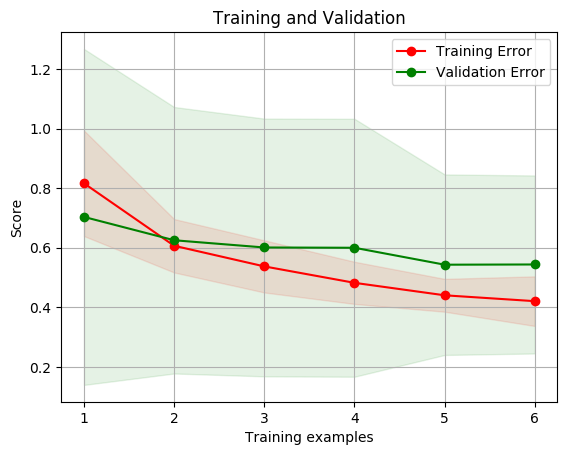 Training and Validation
Training Error
Validation Error
Score
1.2
1.0
0.8
0.6
0.4
0.2
1 2 3 4 5 6
Training examples